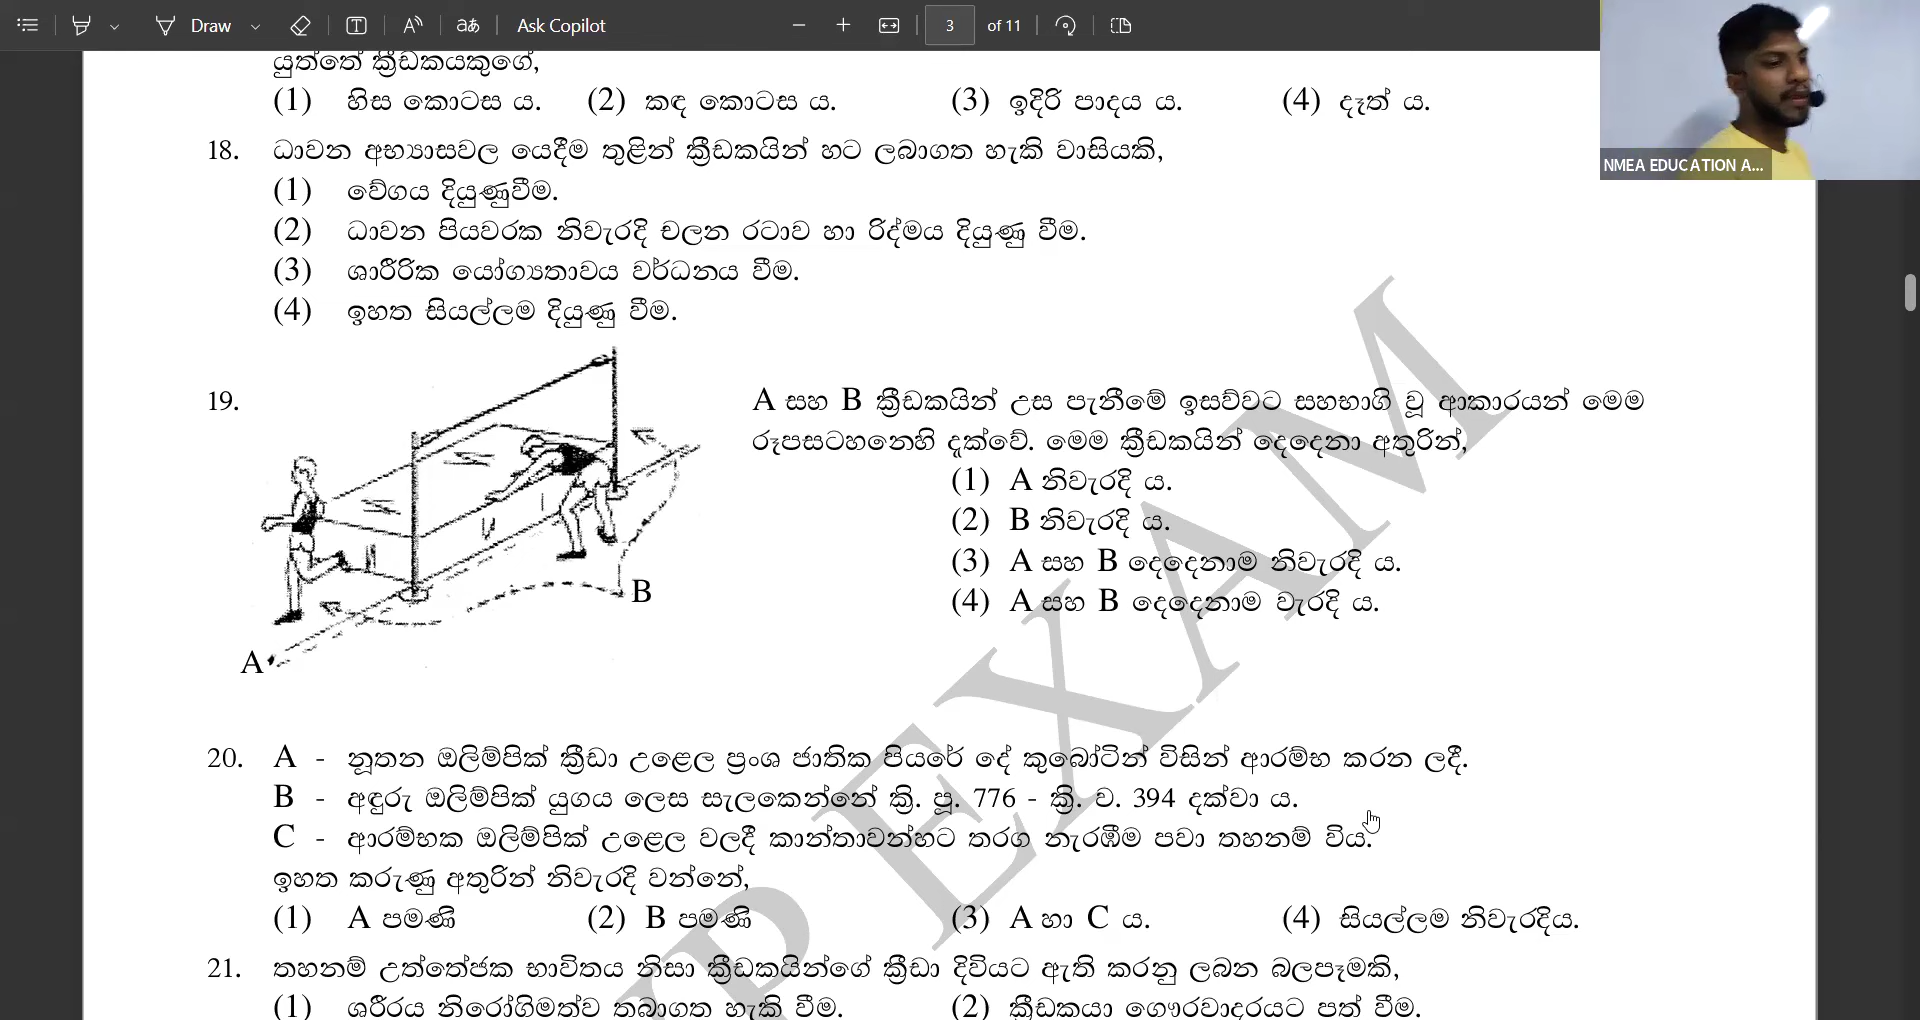 Draw
Ask Copilot
3 of 11
NMEA EDUCATION A...
යුත්තේ ක්‍රීඩකයකුගේ,
(1) හිස කොටස ය. (2) කඳ කොටස ය. (3) ඉදිරි පාදය ය. (4) දෑත් ය.
18. ධාවන අභ්‍යාසවල යෙදීම තුළින් ක්‍රීඩකයින් හට ලබාගත හැකි වාසියකි,
(1) වේගය දියුණුවීම.
(2) ධාවන පියවරක නිවැරදි චලන රටාව හා රිද්මය දියුණු වීම.
(3) ශාරීරික යෝග්‍යතාවය වර්ධනය වීම.
(4) ඉහත සියල්ලම දියුණු වීම.
19. A සහ B ක්‍රීඩකයින් උස පැනීමේ ඉසව්වට සහභාගි වූ ආකාරයන් මෙම
රූපසටහනෙහි දැක්වේ. මෙම ක්‍රීඩකයින් දෙදෙනා අතුරින්,
(1) A නිවැරදි ය.
(2) B නිවැරදි ය.
(3) A සහ B දෙදෙනාම නිවැරදි ය.
(4) A සහ B දෙදෙනාම වැරදි ය.
B
A
20. A - නූතන ඔලිම්පික් ක්‍රීඩා උළෙල ප්‍රංශ ජාතික පියරේ දේ කුබෝටින් විසින් ආරම්භ කරන ලදී.
B - අඳුරු ඔලිම්පික් යුගය ලෙස සැලකෙන්නේ ක්‍රි. පූ. 776 - ක්‍රි. ව. 394 දක්වා ය.
C - ආරම්භක ඔලිම්පික් උළෙල වලදී කාන්තාවන්හට තරග නැරඹීම පවා තහනම් විය.
ඉහත කරුණු අතුරින් නිවැරදි වන්නේ,
(1) A පමණි (2) B පමණි (3) A හා C ය. (4) සියල්ලම නිවැරදිය.
21. තහනම් උත්තේජක භාවිතය නිසා ක්‍රීඩකයින්ගේ ක්‍රීඩා දිවියට ඇති කරනු ලබන බලපෑමකි,
(1) ශරීරය නිරෝගිමත්ව තබාගත හැකි වීම. (2) ක්‍රීඩකයා ගෞරවාදරයට පත් වීම.
P EXAM